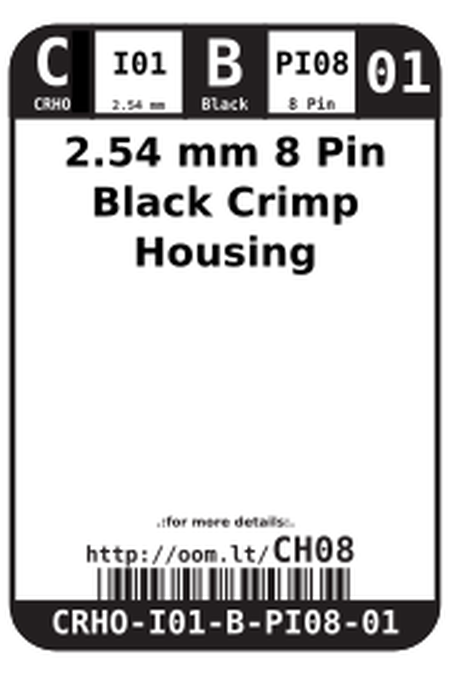 C I01 B PI08 01
CRHO 2.54 mm Black 8 Pin
2.54 mm 8 Pin
Black Crimp
Housing
.:for more details:.
http://oom.lt/CH08
CRHO-I01-B-PI08-01